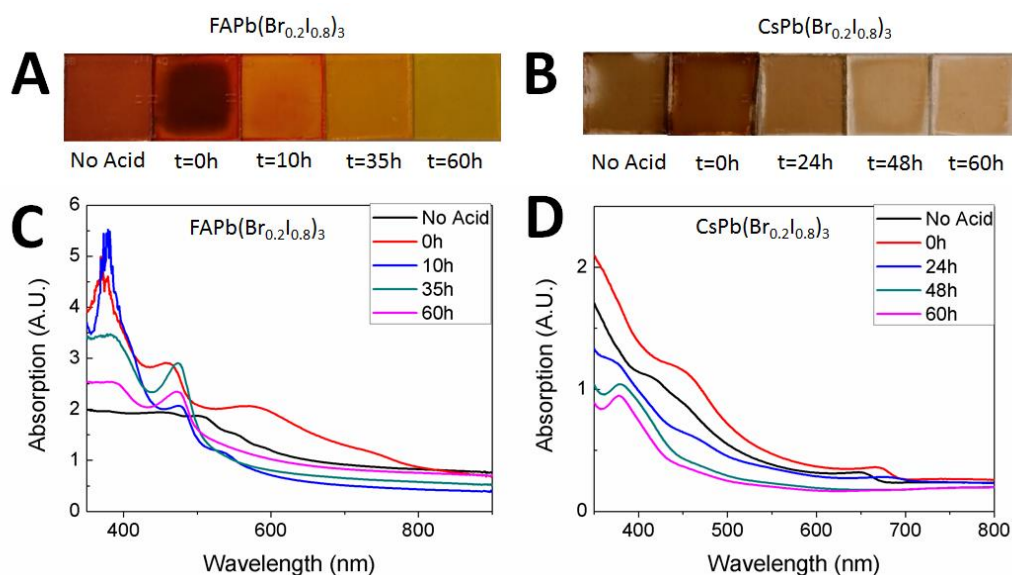 FAPb(Br₀.₂I₀.₈)₃
CsPb(Br₀.₂I₀.₈)₃
A
B
No Acid t=0h t=10h t=35h t=60h
No Acid t=0h t=24h t=48h t=60h
C
FAPb(Br₀.₂I₀.₈)₃
No Acid
0h
10h
35h
60h
6
5
4
3
2
1
0
Absorption (A.U.)
400 600 800
Wavelength (nm)
D
CsPb(Br₀.₂I₀.₈)₃
No Acid
0h
24h
48h
60h
2
1
0
Absorption (A.U.)
400 500 600 700 800
Wavelength (nm)